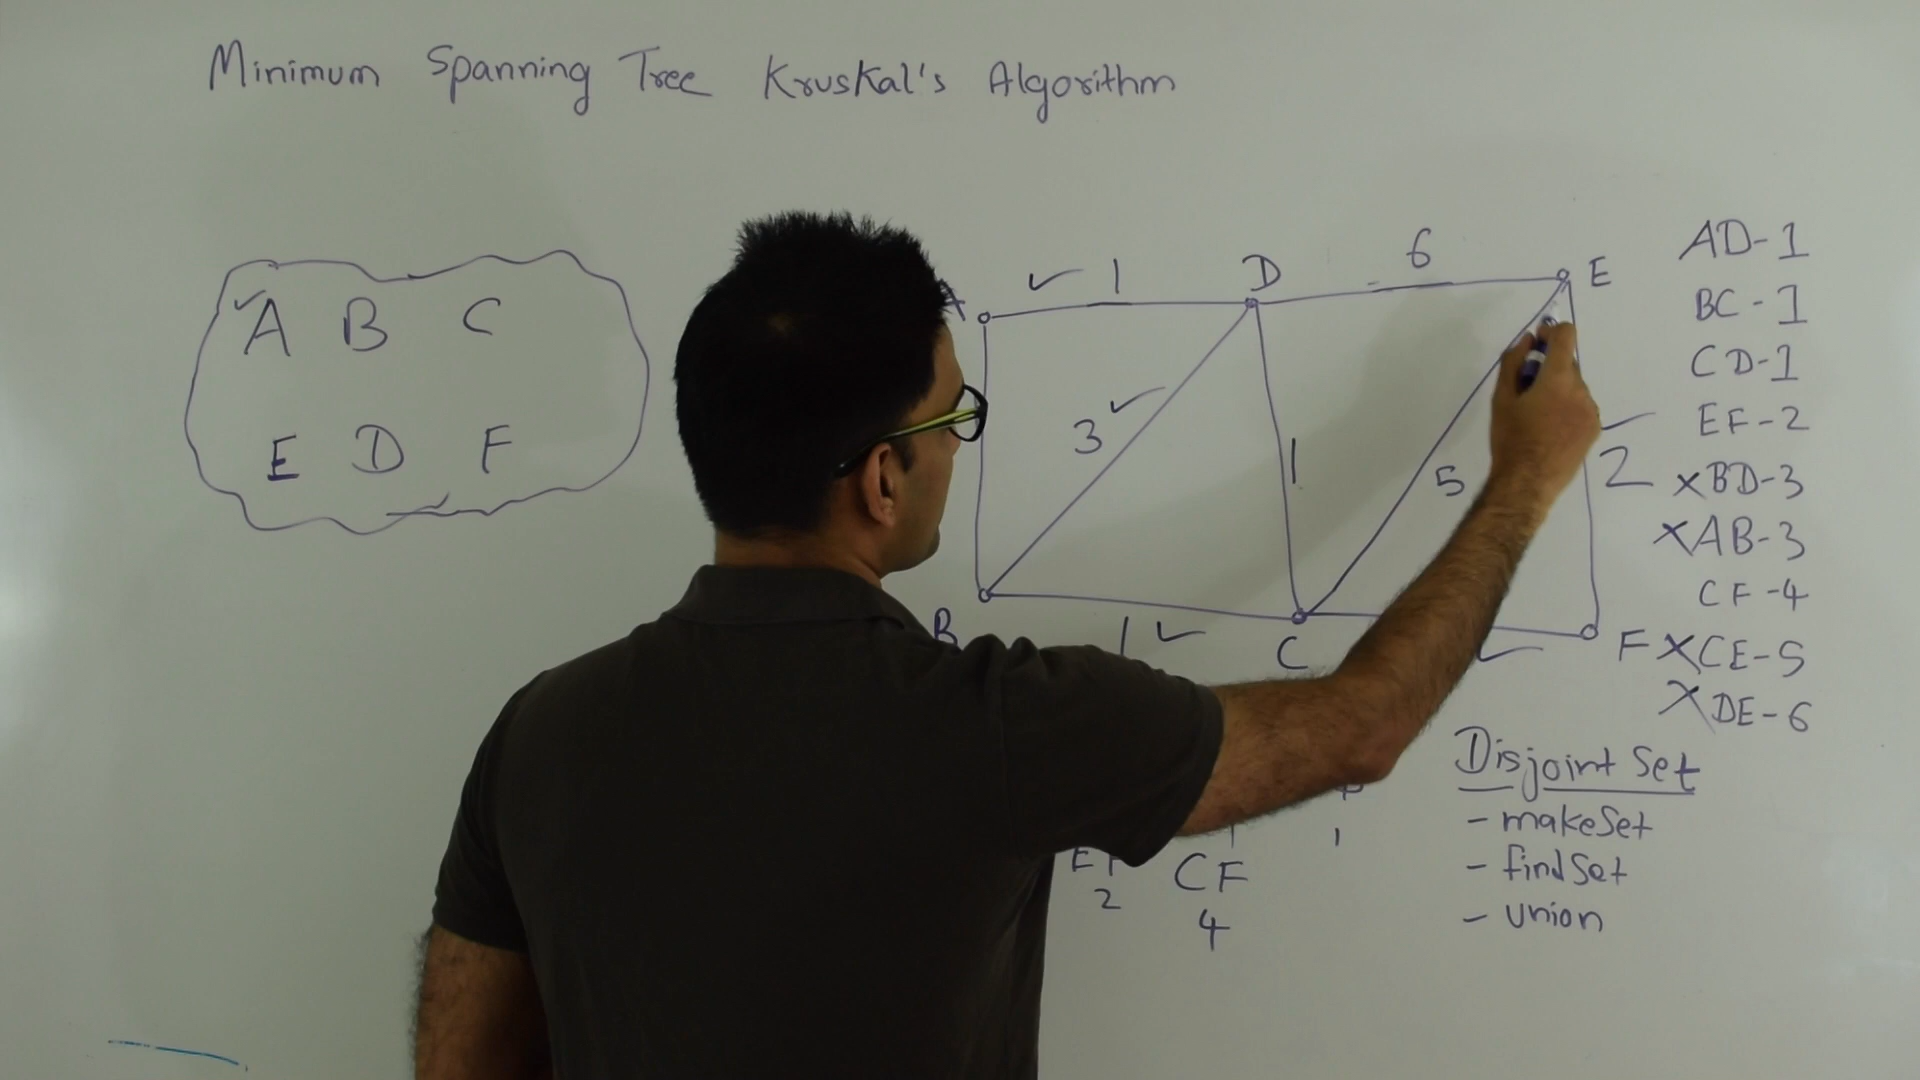 Minimum Spanning Tree Kruskal's Algorithm
✓A B C
E D F
✓ 1 D 6 E
3 ✓
1
5
✓
2
B 1 ✓ C ✓ F
AD-1
BC-1
CD-1
EF-2
XBD-3
XAB-3
CF-4
XCE-5
XDE-6
CF
2
4
Disjoint Set
- makeSet
- findSet
- union